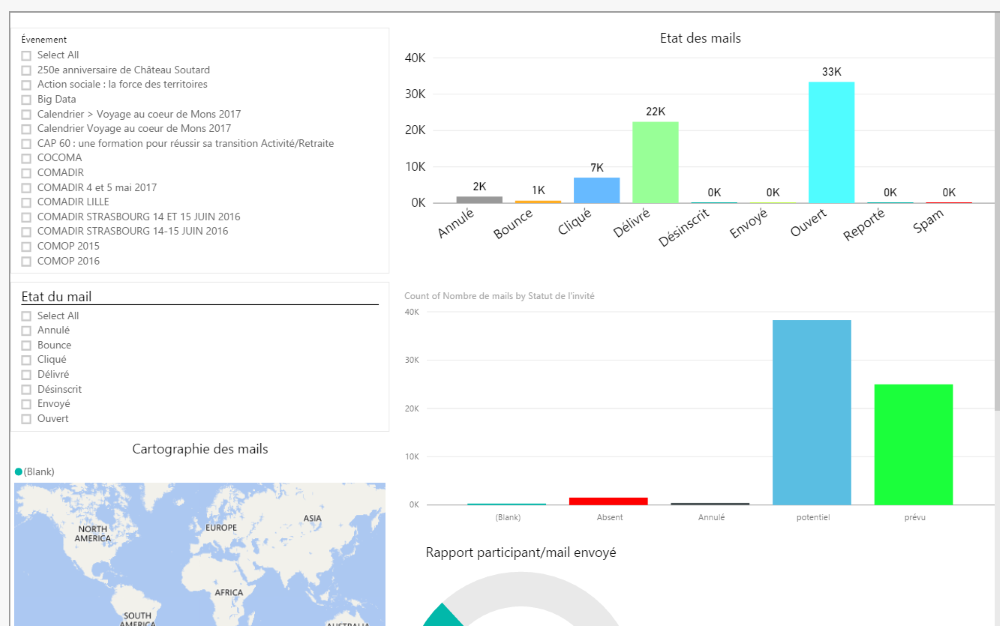 Évenement
Select All
250e anniversaire de Château Soutard
Action sociale : la force des territoires
Big Data
Calendrier > Voyage au coeur de Mons 2017
Calendrier Voyage au coeur de Mons 2017
CAP 60 : une formation pour réussir sa transition Activité/Retraite
COCOMA
COMADIR
COMADIR 4 et 5 mai 2017
COMADIR LILLE
COMADIR STRASBOURG 14 ET 15 JUIN 2016
COMADIR STRASBOURG 14-15 JUIN 2016
COMOP 2015
COMOP 2016
Etat du mail
Select All
Annulé
Bounce
Cliqué
Délivré
Désinscrit
Envoyé
Ouvert
Cartographie des mails
(Blank)
NORTH
AMERICA
EUROPE
ASIA
AFRICA
SOUTH
AMERICA
AUSTRALIA
Etat des mails
40K
30K
20K
10K
0K
2K
1K
7K
22K
0K
0K
33K
0K
0K
Annulé
Bounce
Cliqué
Délivré
Désinscrit
Envoyé
Ouvert
Reporté
Spam
Count of Nombre de mails by Statut de l'invité
40K
30K
20K
10K
0K
(Blank)
Absent
Annulé
potentiel
prévu
Rapport participant/mail envoyé